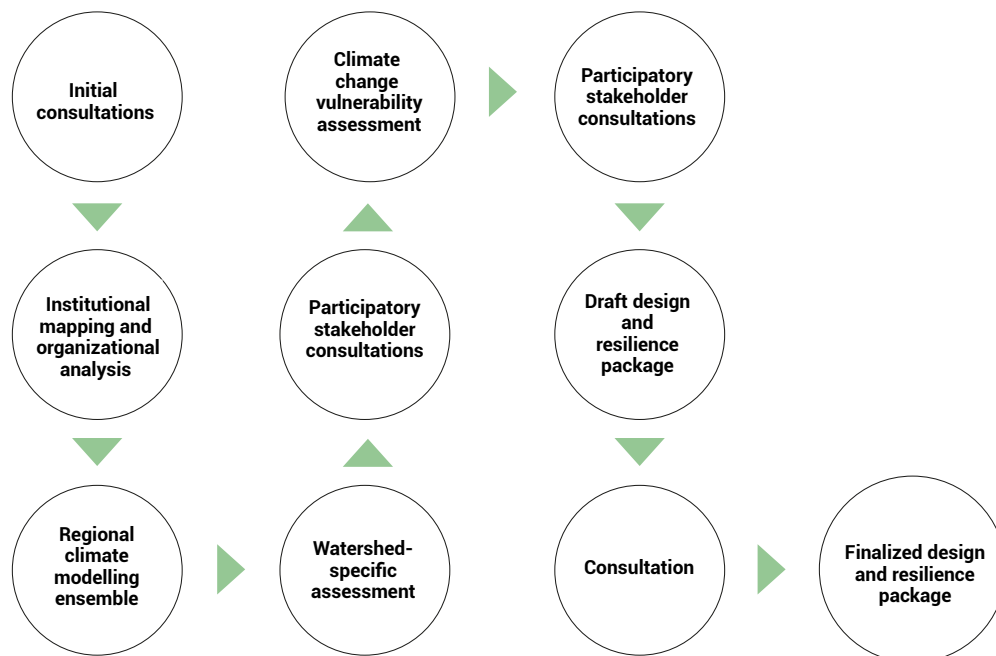 Initial
consultations
Institutional
mapping and
organizational
analysis
Regional
climate
modelling
ensemble
Watershed-
specific
assessment
Participatory
stakeholder
consultations
Climate
change
vulnerability
assessment
Participatory
stakeholder
consultations
Draft design
and
resilience
package
Consultation
Finalized design
and resilience
package